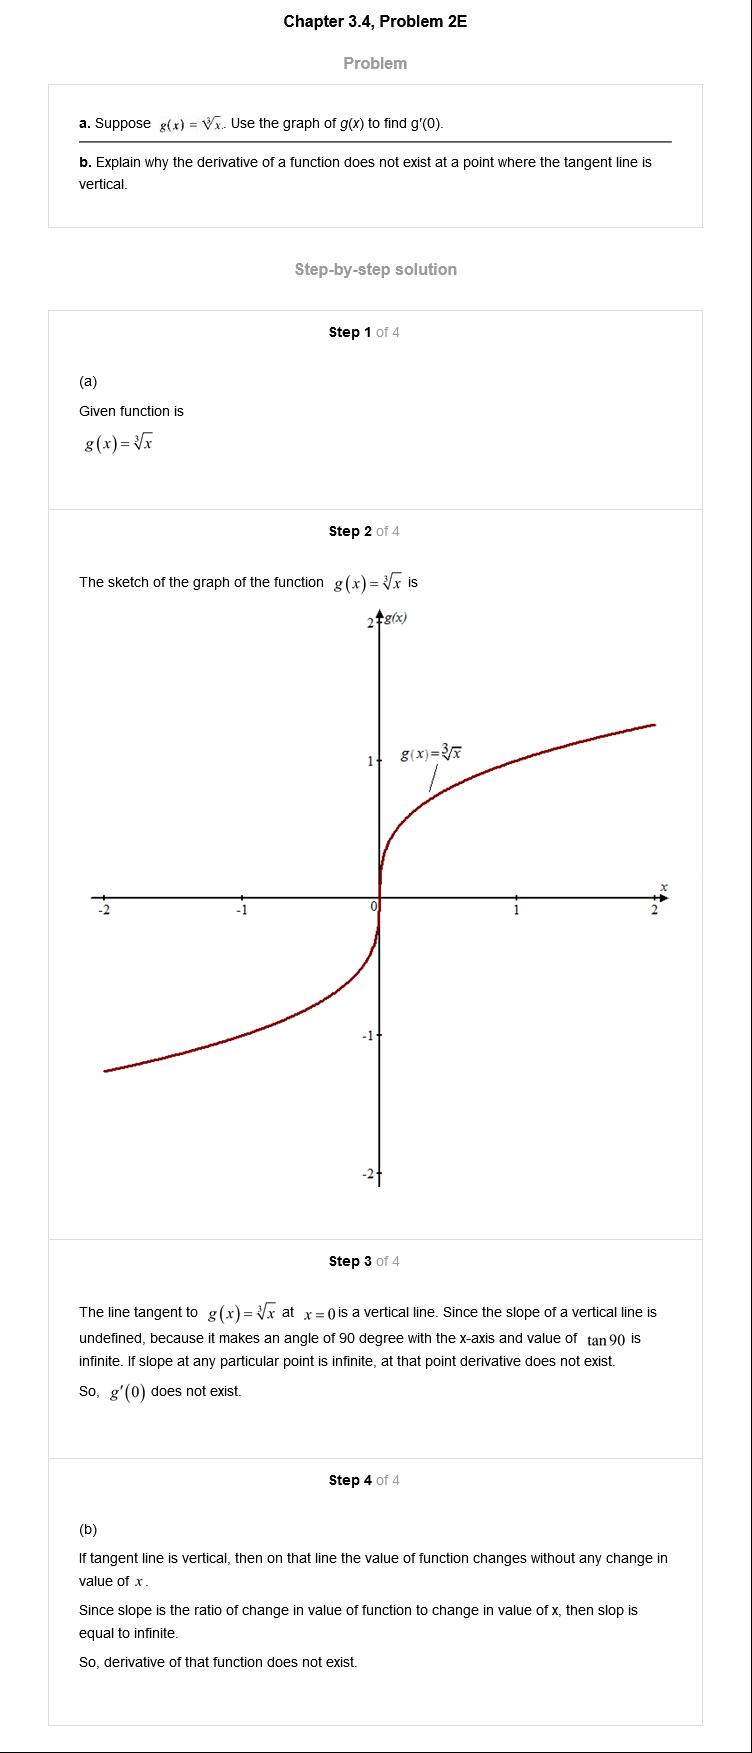 Chapter 3.4, Problem 2E
Problem
a. Suppose g(x) = ∛x. Use the graph of g(x) to find g'(0).
b. Explain why the derivative of a function does not exist at a point where the tangent line is
vertical.
Step-by-step solution
Step 1 of 4
(a)
Given function is
g(x)=∛x
Step 2 of 4
The sketch of the graph of the function g(x)=∛x is
2 g(x)
1 g(x)=∛x
x
-2 -1 0 1 2
-1
-2
Step 3 of 4
The line tangent to g(x)=∛x at x=0 is a vertical line. Since the slope of a vertical line is
undefined, because it makes an angle of 90 degree with the x-axis and value of tan 90 is
infinite. If slope at any particular point is infinite, at that point derivative does not exist.
So, g'(0) does not exist.
Step 4 of 4
(b)
If tangent line is vertical, then on that line the value of function changes without any change in
value of x.
Since slope is the ratio of change in value of function to change in value of x, then slop is
equal to infinite.
So, derivative of that function does not exist.